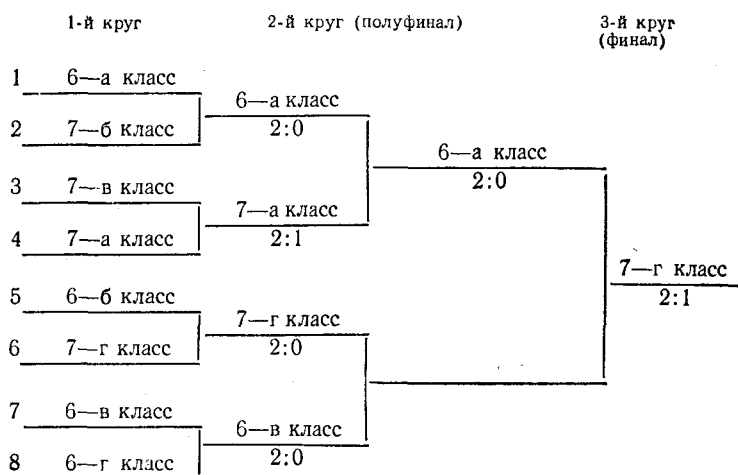 1-й круг 2-й круг (полуфинал) 3-й круг
(финал)
1 6—а класс
6—а класс
2:0
2 7—б класс
6—а класс
2:0
3 7—в класс
7—а класс
2:1
4 7—а класс
7—г класс
2:1
5 6—б класс
7—г класс
2:0
6 7—г класс
7 6—в класс
6—в класс
2:0
8 6—г класс